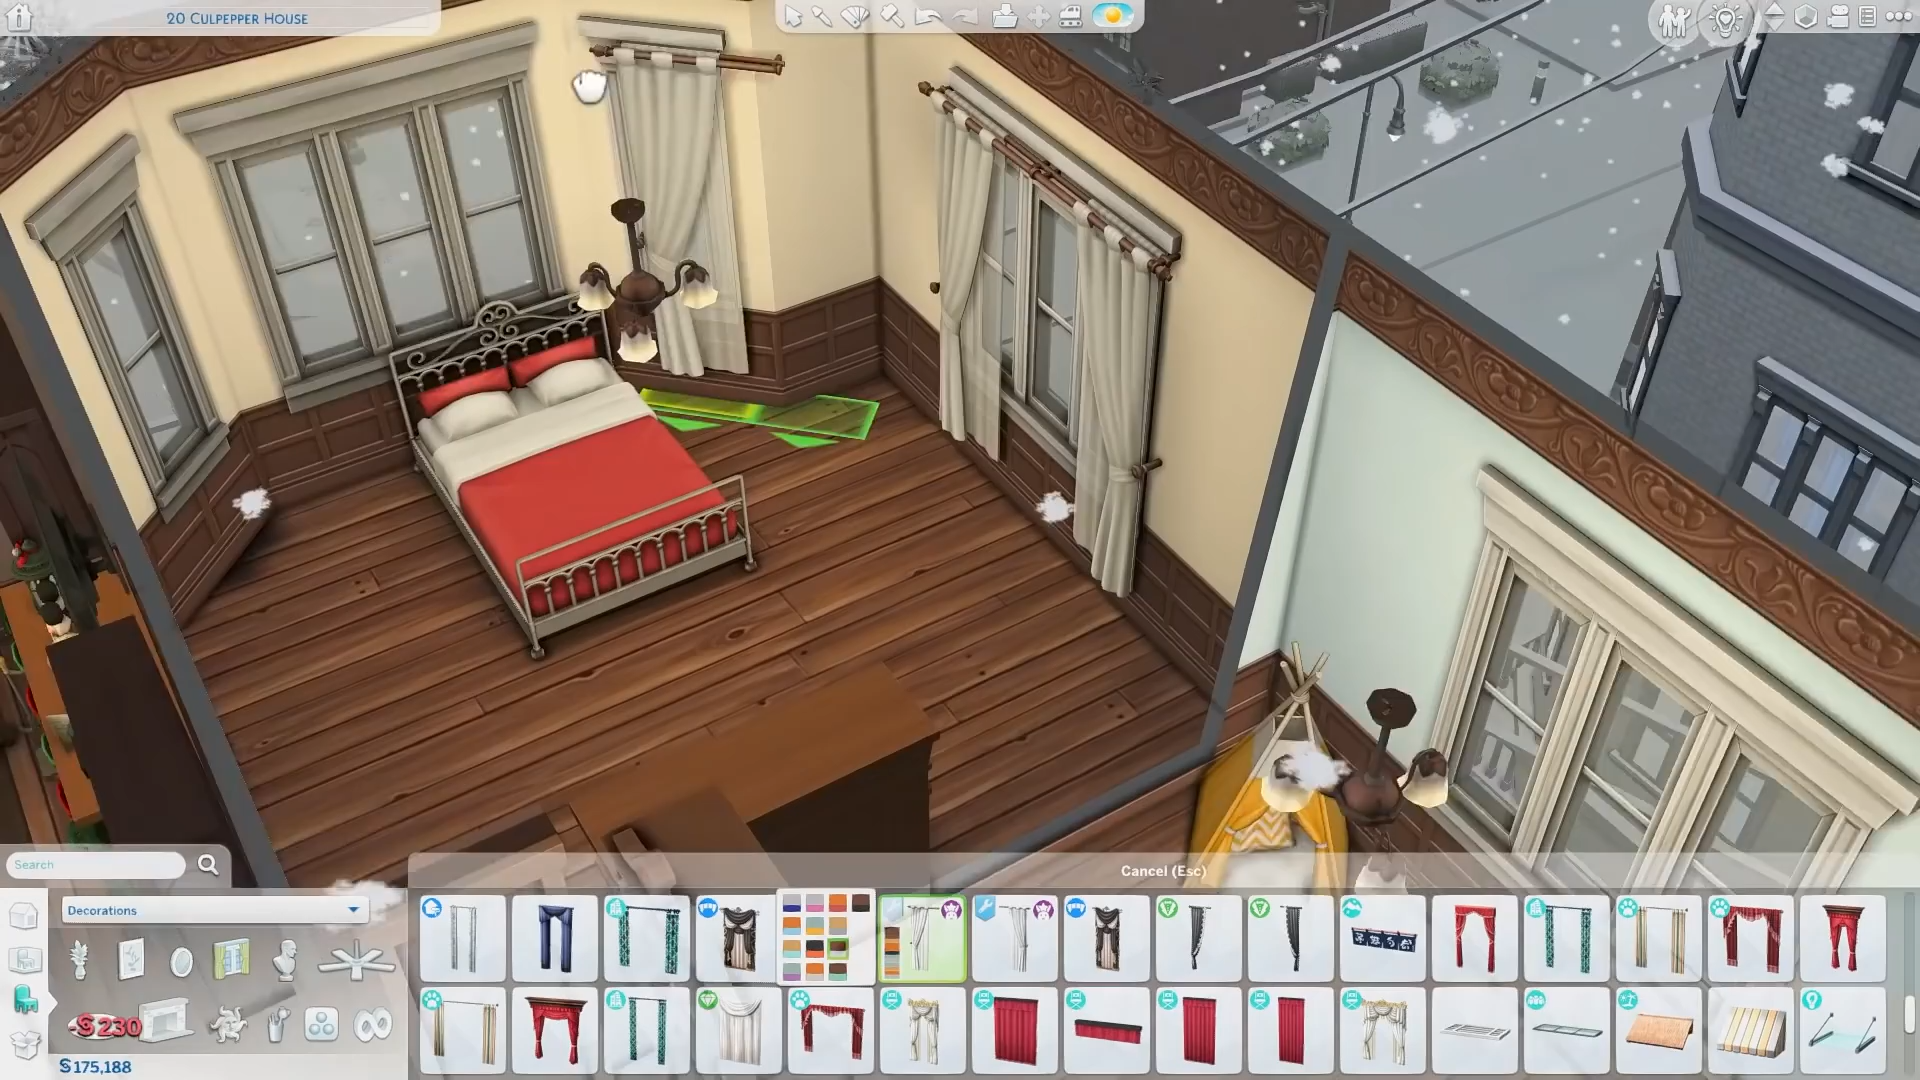 20 Culpepper House
Cancel (Esc)
Search
Decorations
-§230
§175,188